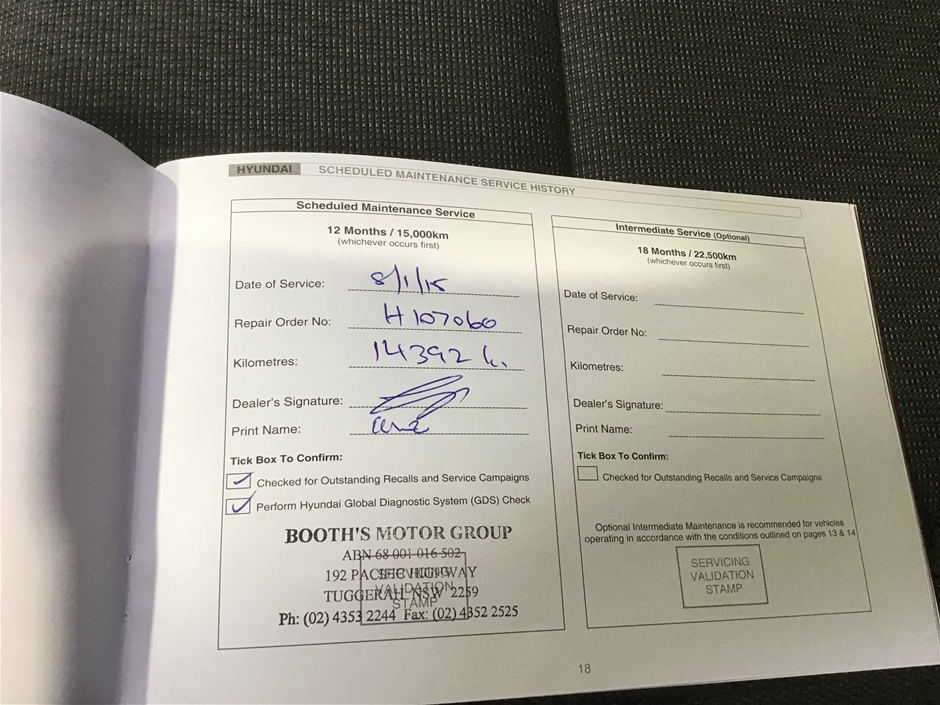 HYUNDAI SCHEDULED MAINTENANCE SERVICE HISTORY
Scheduled Maintenance Service
12 Months / 15,000km
(whichever occurs first)
Date of Service: 8/1/15
Repair Order No: H107060
Kilometres: 14392
Dealer's Signature:
Print Name:
Tick Box To Confirm:
Checked for Outstanding Recalls and Service Campaigns
Perform Hyundai Global Diagnostic System (GDS) Check
BOOTH'S MOTOR GROUP
ABN 68 001 016 502
192 PACIFIC HIGHWAY
TUGGERAH NSW 2259
Ph: (02) 4353 2244 Fax: (02) 4352 2525
SERVICING
VALIDATION
STAMP
Intermediate Service (Optional)
18 Months / 22,500km
(whichever occurs first)
Date of Service:
Repair Order No:
Kilometres:
Dealer's Signature:
Print Name:
Tick Box To Confirm:
Checked for Outstanding Recalls and Service Campaigns
Optional Intermediate Maintenance is recommended for vehicles
operating in accordance with the conditions outlined on pages 13 & 14
SERVICING
VALIDATION
STAMP
18